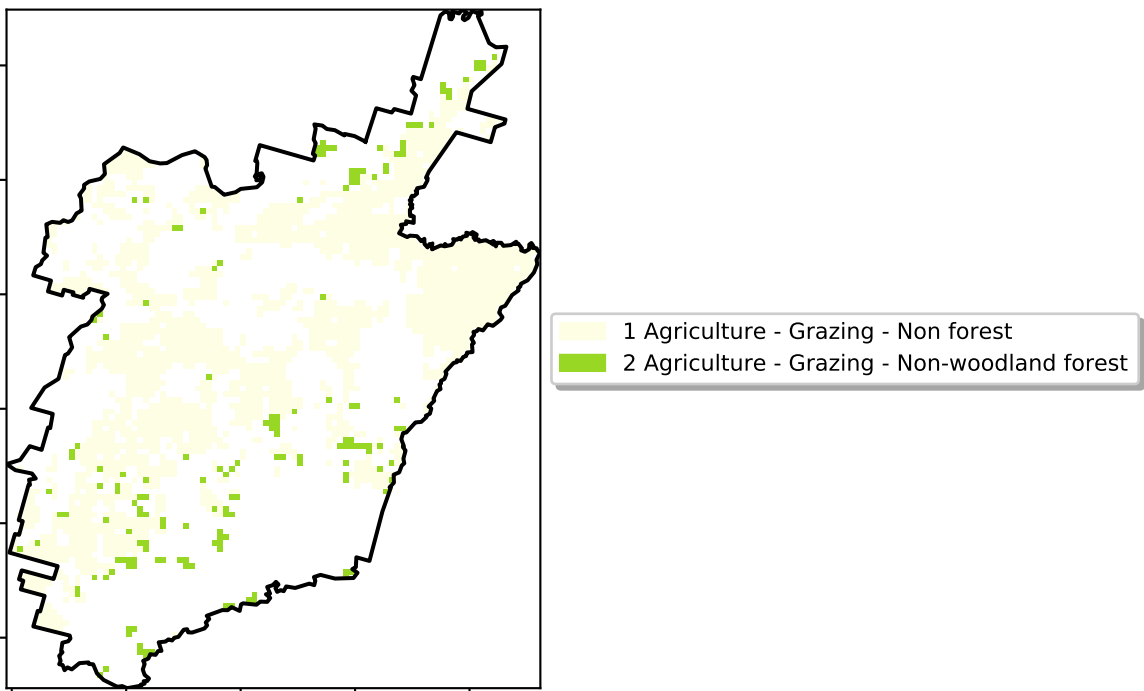 1 Agriculture - Grazing - Non forest
2 Agriculture - Grazing - Non-woodland forest